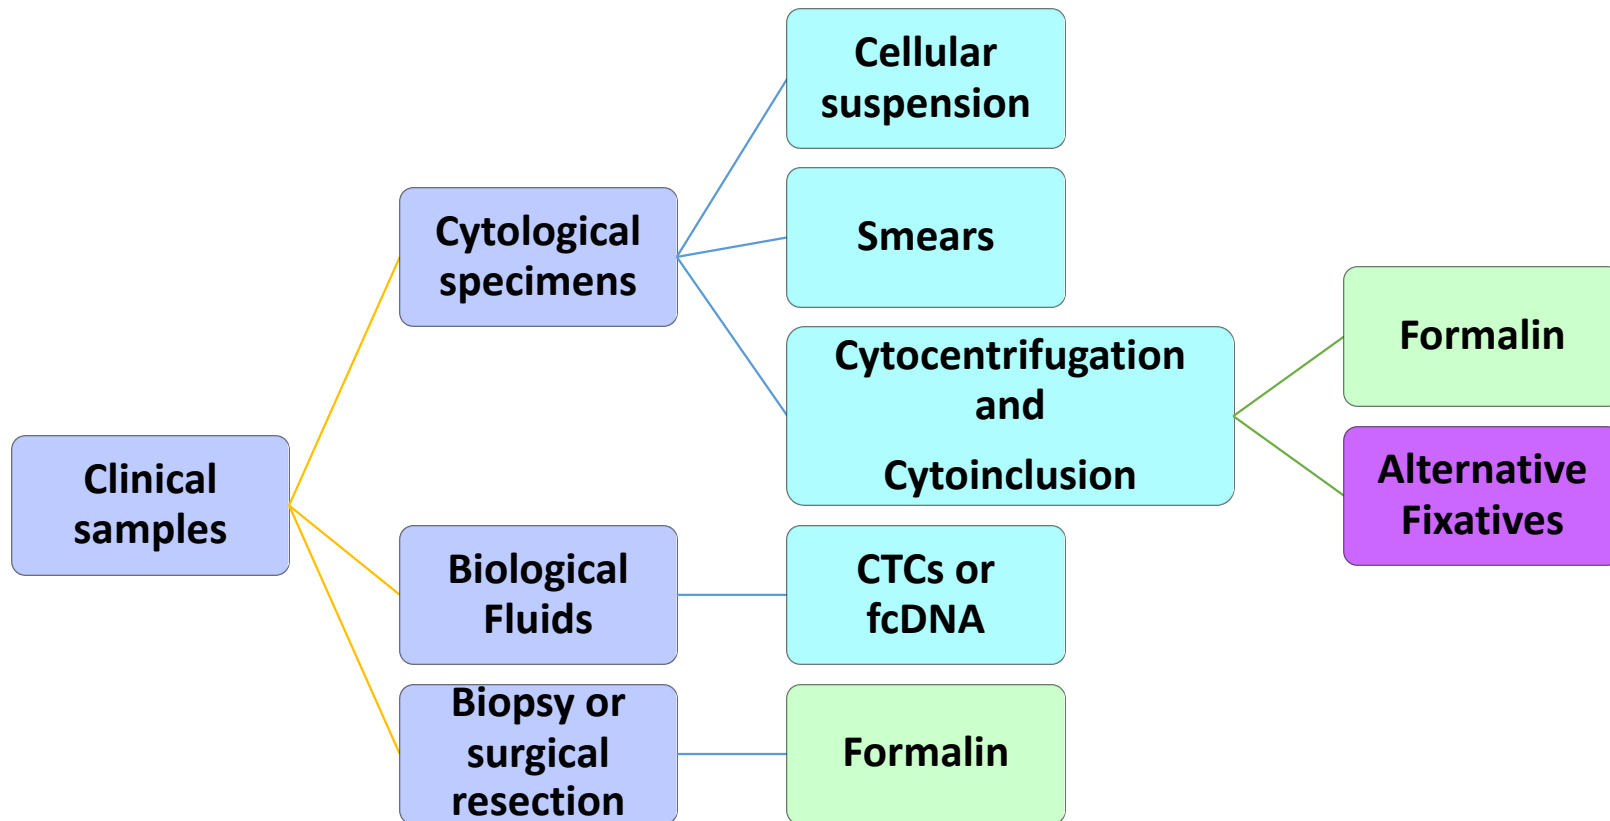 Cellular
suspension
Cytological
specimens
Smears
Cytocentrifugation
and
Cytoinclusion
Formalin
Alternative
Fixatives
Clinical
samples
Biological
Fluids
CTCs or
fcDNA
Biopsy or
surgical
resection
Formalin